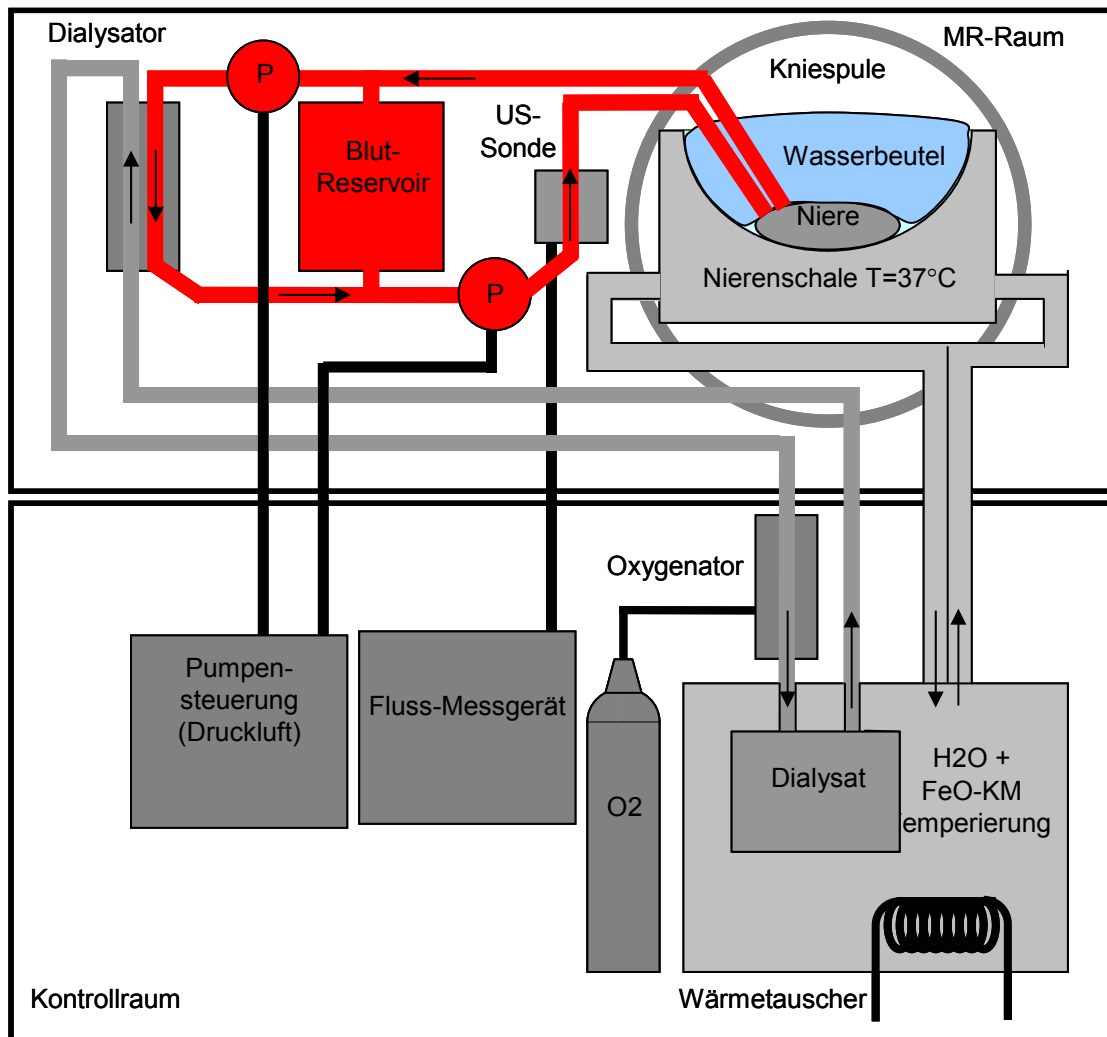 Dialysator
MR-Raum
P
Kniespule
US-
Sonde
Blut-
Reservoir
Wasserbeutel
Niere
Nierenschale T=37°C
P
Oxygenator
Pumpen-
steuerung
(Druckluft)
Fluss-Messgerät
O2
Dialysat
H2O +
FeO-KM
emperierung
Kontrollraum
Wärmetauscher